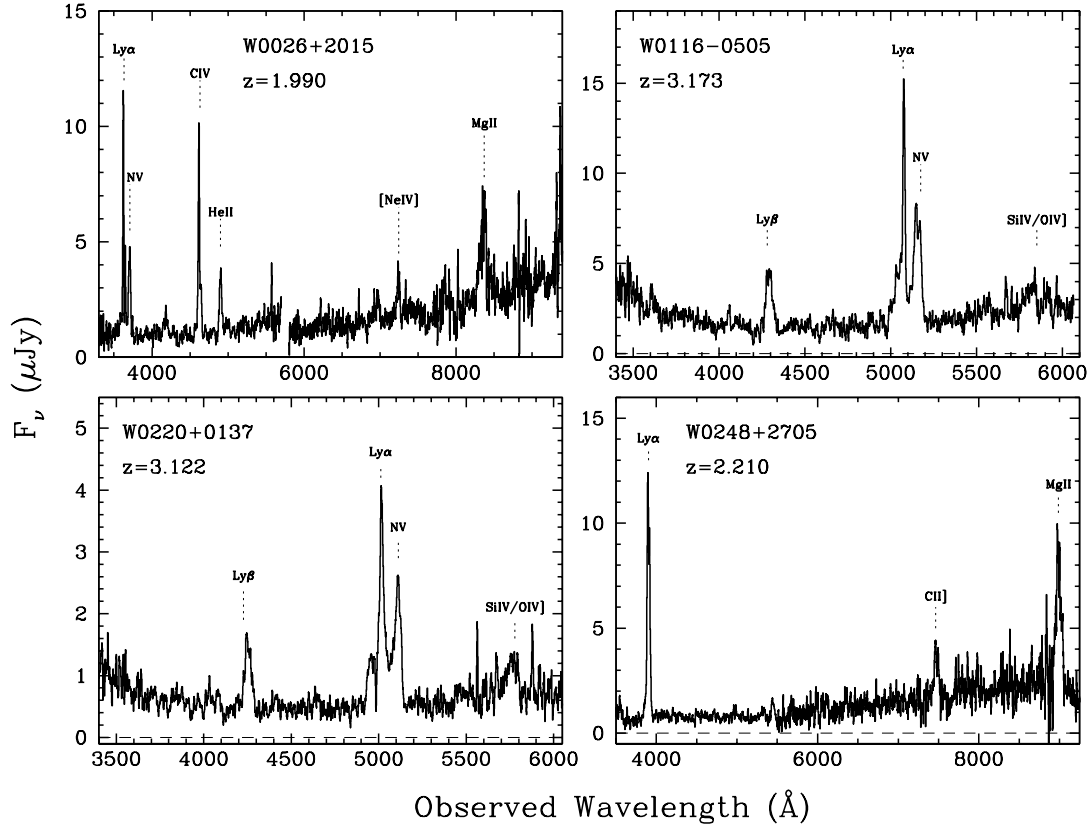 W0026+2015
z=1.990
Lyα
NV
CIV
HeII
[NeIV]
MgII
15
10
5
0
4000 6000 8000
W0116−0505
z=3.173
Lyβ
Lyα
NV
SiIV/OIV]
15
10
5
0
3500 4000 4500 5000 5500 6000
W0220+0137
z=3.122
Lyβ
Lyα
NV
SiIV/OIV]
5
4
3
2
1
0
3500 4000 4500 5000 5500 6000
W0248+2705
z=2.210
Lyα
CII]
MgII
15
10
5
0
4000 6000 8000
Fν (μJy)
Observed Wavelength (Å)